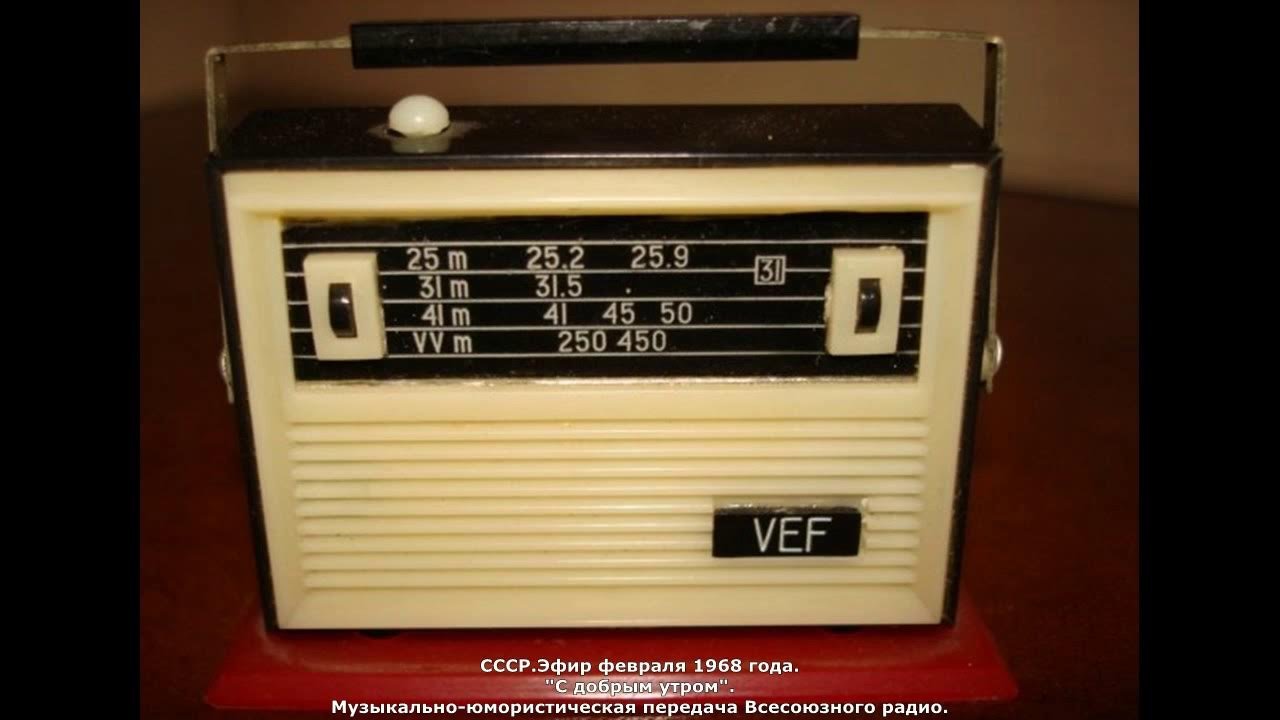 25 m 25.2 25.9
31
31 m 31.5
41 m 41 45 50
VV m 250 450
VEF
СССР.Эфир февраля 1968 года.
"С добрым утром".
Музыкально-юмористическая передача Всесоюзного радио.